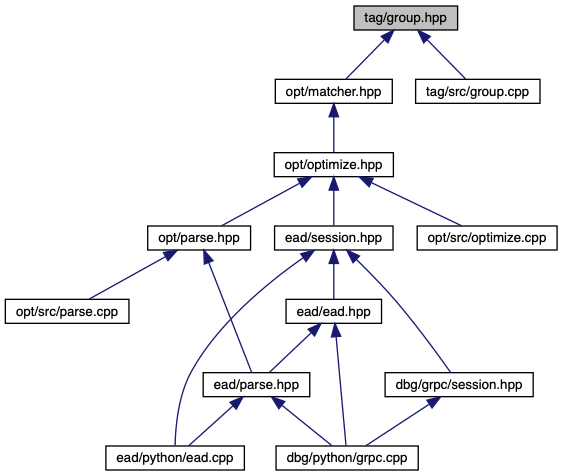 tag/group.hpp
opt/matcher.hpp
tag/src/group.cpp
opt/optimize.hpp
opt/parse.hpp
ead/session.hpp
opt/src/optimize.cpp
opt/src/parse.cpp
ead/ead.hpp
ead/parse.hpp
dbg/grpc/session.hpp
ead/python/ead.cpp
dbg/python/grpc.cpp